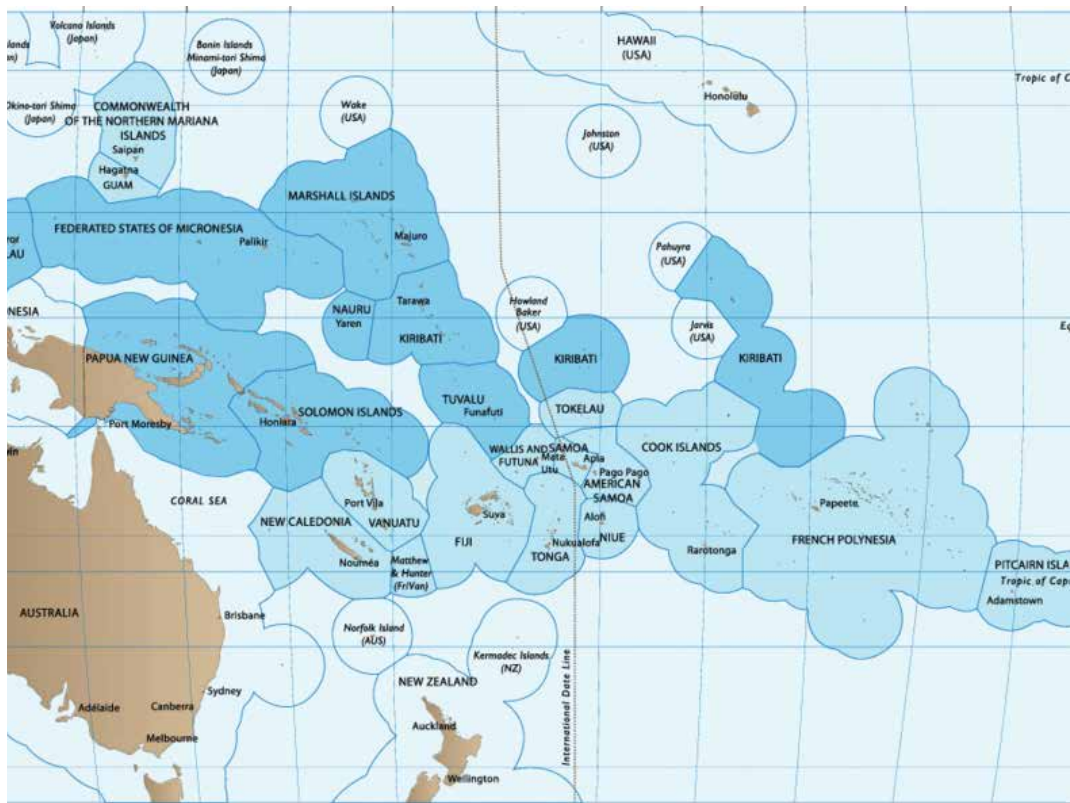 Volcano Islands
(Japan)
Bonin Islands
Minami-tori Shima
(Japan)
HAWAII
(USA)
Honolulu
Tropic of C
Okino-tori Shima
(Japan)
COMMONWEALTH
OF THE NORTHERN MARIANA
ISLANDS
Saipan
Hagatna
GUAM
Wake
(USA)
Johnston
(USA)
MARSHALL ISLANDS
Majuro
FEDERATED STATES OF MICRONESIA
Palikir
LAU
Pahuyra
(USA)
NESIA
NAURU
Yaren
Tarawa
KIRIBATI
Howland
Baker
(USA)
KIRIBATI
Jarvis
(USA)
KIRIBATI
PAPUA NEW GUINEA
Port Moresby
SOLOMON ISLANDS
Honiara
TUVALU
Funafuti
TOKELAU
COOK ISLANDS
WALLIS AND
FUTUNA
Mata
Utu
SAMOA
Apia
Pago Pago
AMERICAN
SAMOA
CORAL SEA
Port Vila
VANUATU
NEW CALEDONIA
Nouméa
Matthew
& Hunter
(Fr/Van)
Suva
FIJI
Nukualofa
TONGA
Alofi
NIUE
Rarotonga
Papeete
FRENCH POLYNESIA
PITCAIRN ISLA
Tropic of Cap
Adamstown
AUSTRALIA
Brisbane
Norfolk Island
(AUS)
Kermadec Islands
(NZ)
International Date Line
NEW ZEALAND
Sydney
Adélaide
Canberra
Melbourne
Auckland
Wellington